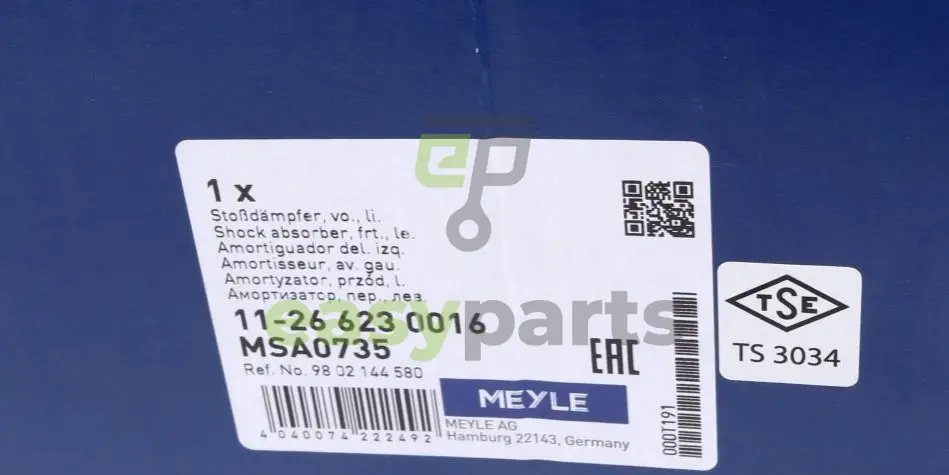 1 x
Stoßdämpfer, vo., li.
Shock absorber, frt., le.
Amortiguador del. izq.
Amortisseur, av. gau.
Amortyzator, przód, l.
Амортизатор, пер., лев.
11-26 623 0016
MSA0735
Ref. No. 98 02 144 580
4 040074 222492
MEYLE
MEYLE AG
Hamburg 22143, Germany
EAC
000T191
TSE
TS 3034
ep
easyparts